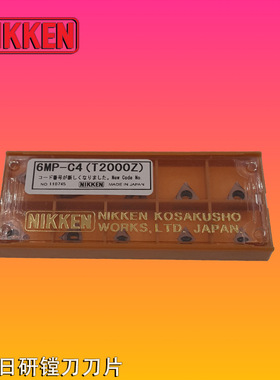 NIKKEN
6MP-C4(T2000Z)
コード番号が新しくなりました。New Code No.
NO.110745 NIKKEN MADE IN JAPAN
NIKKEN
NIKKEN KOSAKUSHO
WORKS,LTD. JAPAN.
日研镗刀刀片